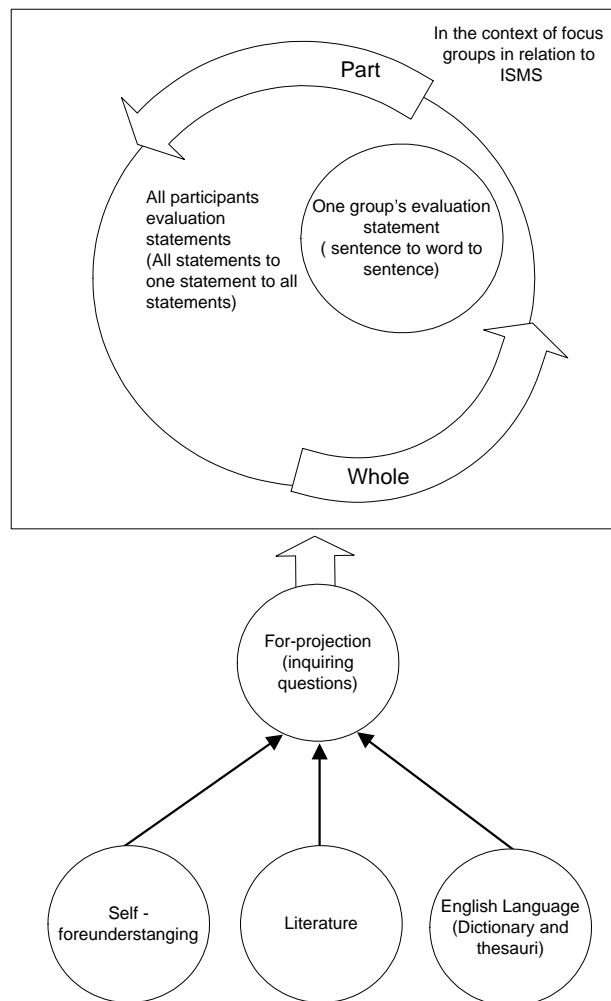 In the context of focus
groups in relation to
ISMS
Part
All participants
evaluation
statements
(All statements to
one statement to all
statements)
One group's evaluation
statement
( sentence to word to
sentence)
Whole
For-projection
(inquiring
questions)
Self -
foreunderstanging
Literature
English Language
(Dictionary and
thesauri)